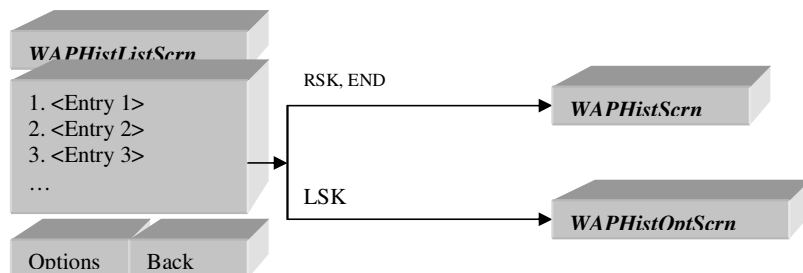 WAPHistListScrn
1. <Entry 1>
2. <Entry 2>
3. <Entry 3>
…
Options Back
RSK, END
WAPHistScrn
LSK
WAPHistOptScrn